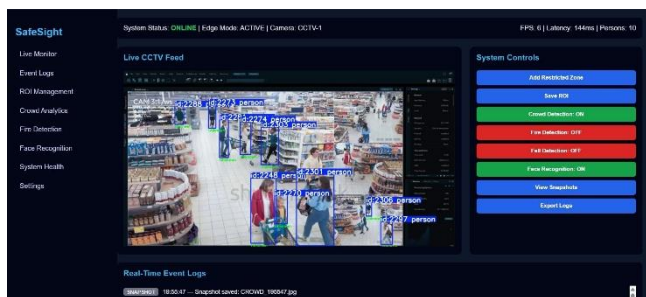 SafeSight
Live Monitor
Event Logs
ROI Management
Crowd Analytics
Fire Detection
Face Recognition
System Health
Settings
System Status: ONLINE | Edge Mode: ACTIVE | Camera: CCTV-1
FPS: 6 | Latency: 144ms | Persons: 10
Live CCTV Feed
id:2273 person
id:2274 person
id:2303 person
id:2301 person
id:2248 person
id:2220 person
id:2306 person
System Controls
Add Restricted Zone
Save ROI
Crowd Detection: ON
Fire Detection: OFF
Fall Detection: OFF
Face Recognition: ON
View Snapshots
Export Logs
Real-Time Event Logs
SNAPSHOT 18:56:47 — Snapshot saved: CROWD_196647.jpg